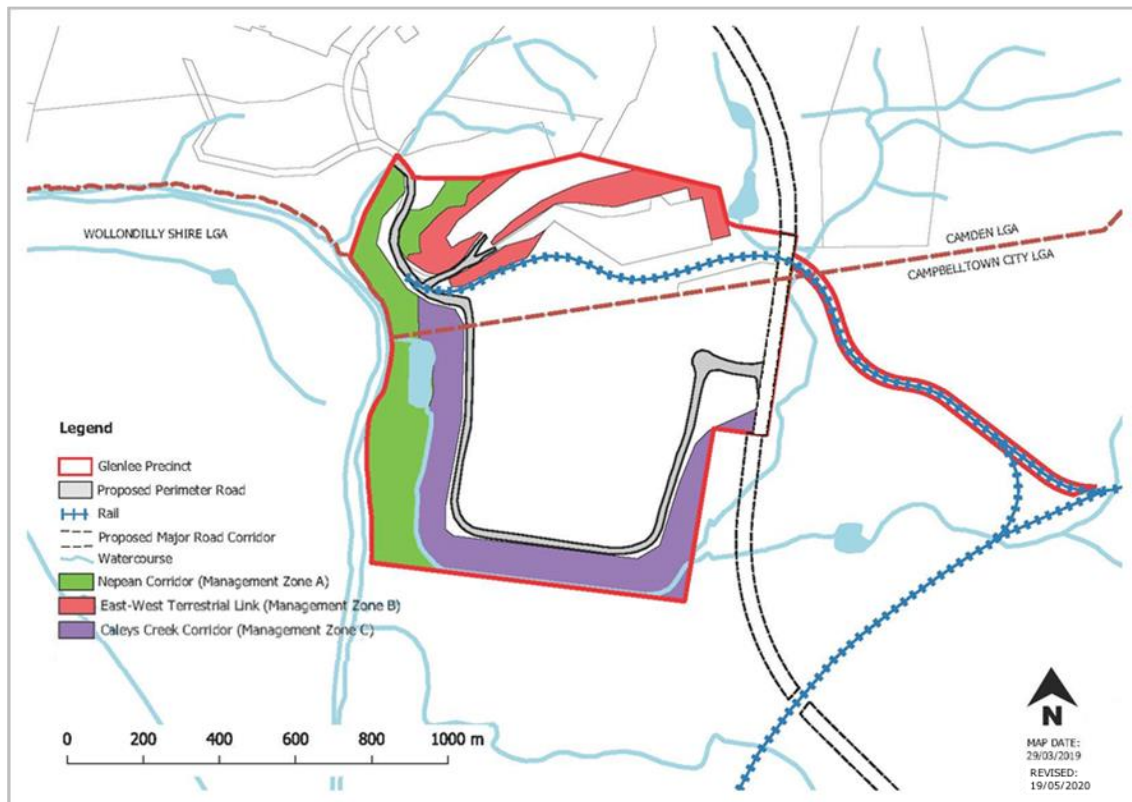 WOLLONDILLY SHIRE LGA
CAMDEN LGA
CAMPBELLTOWN CITY LGA
Legend
Glenlee Precinct
Proposed Perimeter Road
Rail
Proposed Major Road Corridor
Watercourse
Nepean Corridor (Management Zone A)
East-West Terrestrial Link (Management Zone B)
Caleys Creek Corridor (Management Zone C)
0 200 400 600 800 1000 m
N
MAP DATE:
29/03/2019
REVISED:
19/05/2020